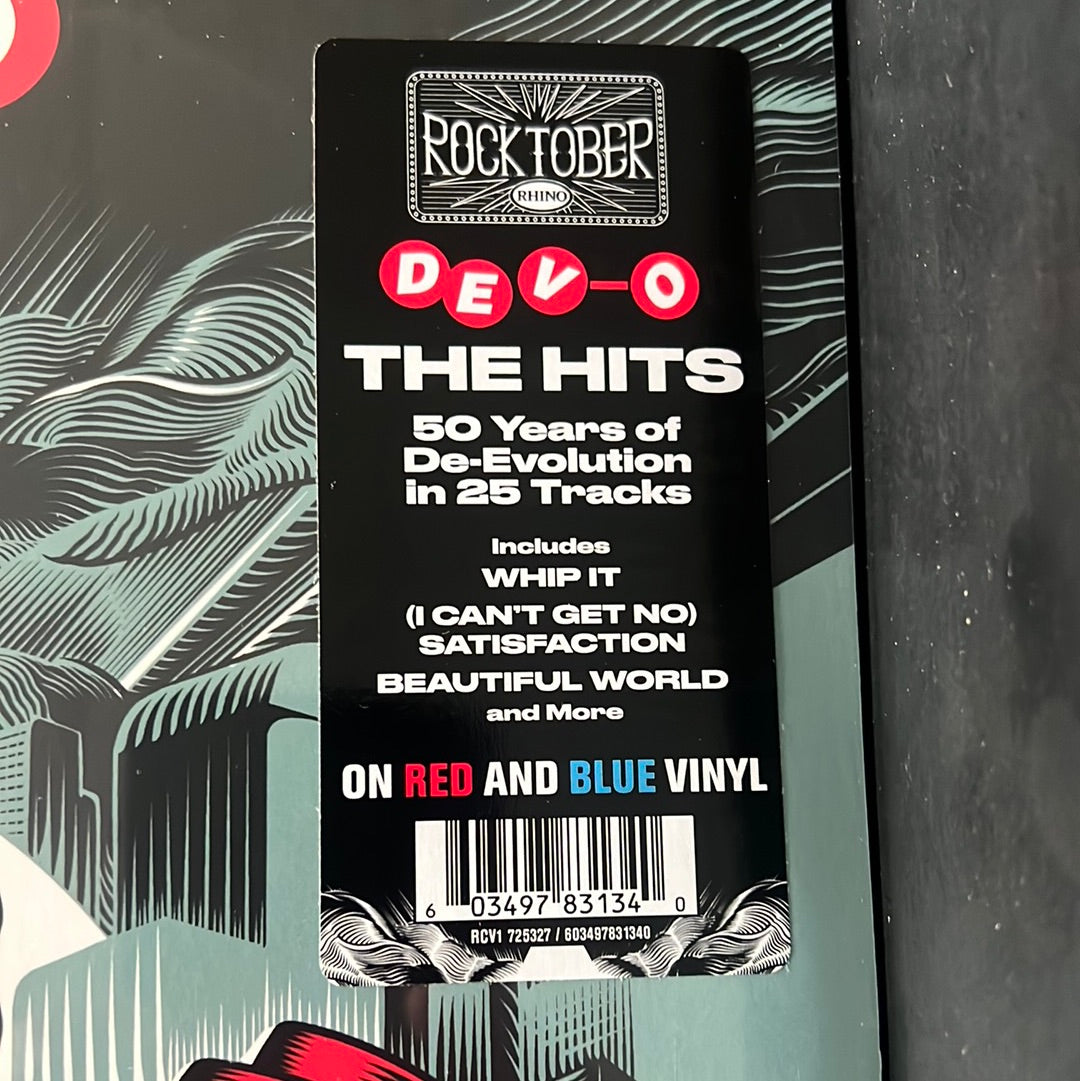 ROCKTOBER
RHINO
DEV-O
THE HITS
50 Years of
De-Evolution
in 25 Tracks
Includes
WHIP IT
(I CAN'T GET NO)
SATISFACTION
BEAUTIFUL WORLD
and More
ON RED AND BLUE VINYL
6 03497 83134 0
RCV1 725327 / 603497831340